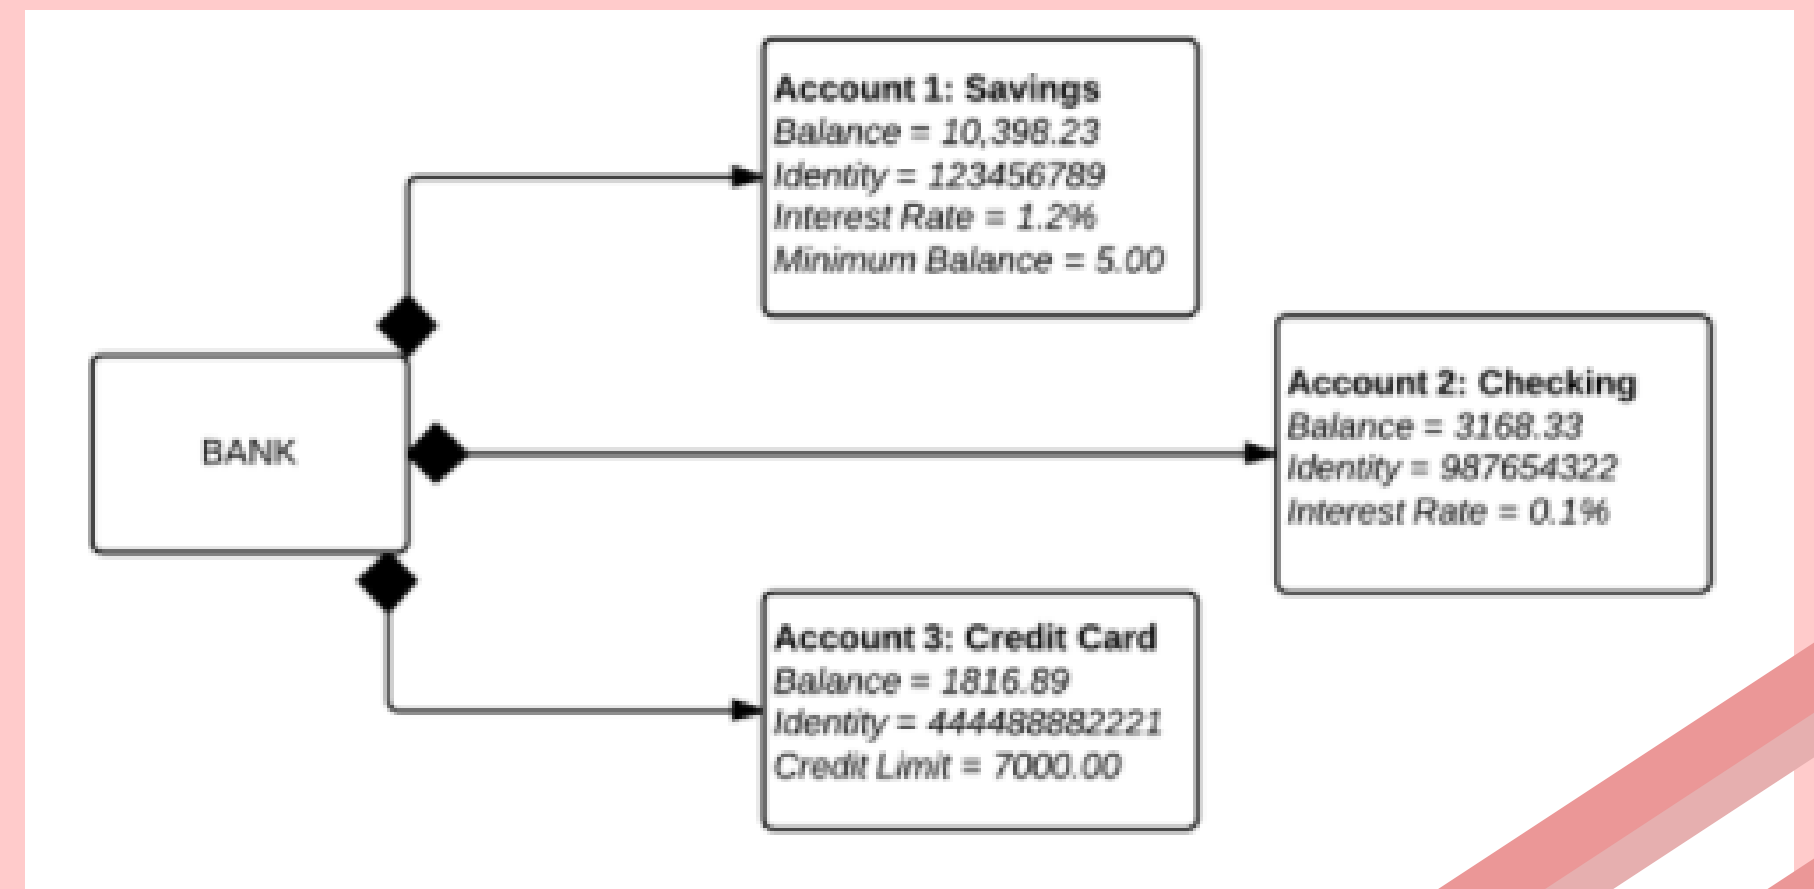 Account 1: Savings
Balance = 10,398.23
Identity = 123456789
Interest Rate = 1.2%
Minimum Balance = 5.00
BANK
Account 2: Checking
Balance = 3168.33
Identity = 987654322
Interest Rate = 0.1%
Account 3: Credit Card
Balance = 1816.89
Identity = 444488882221
Credit Limit = 7000.00